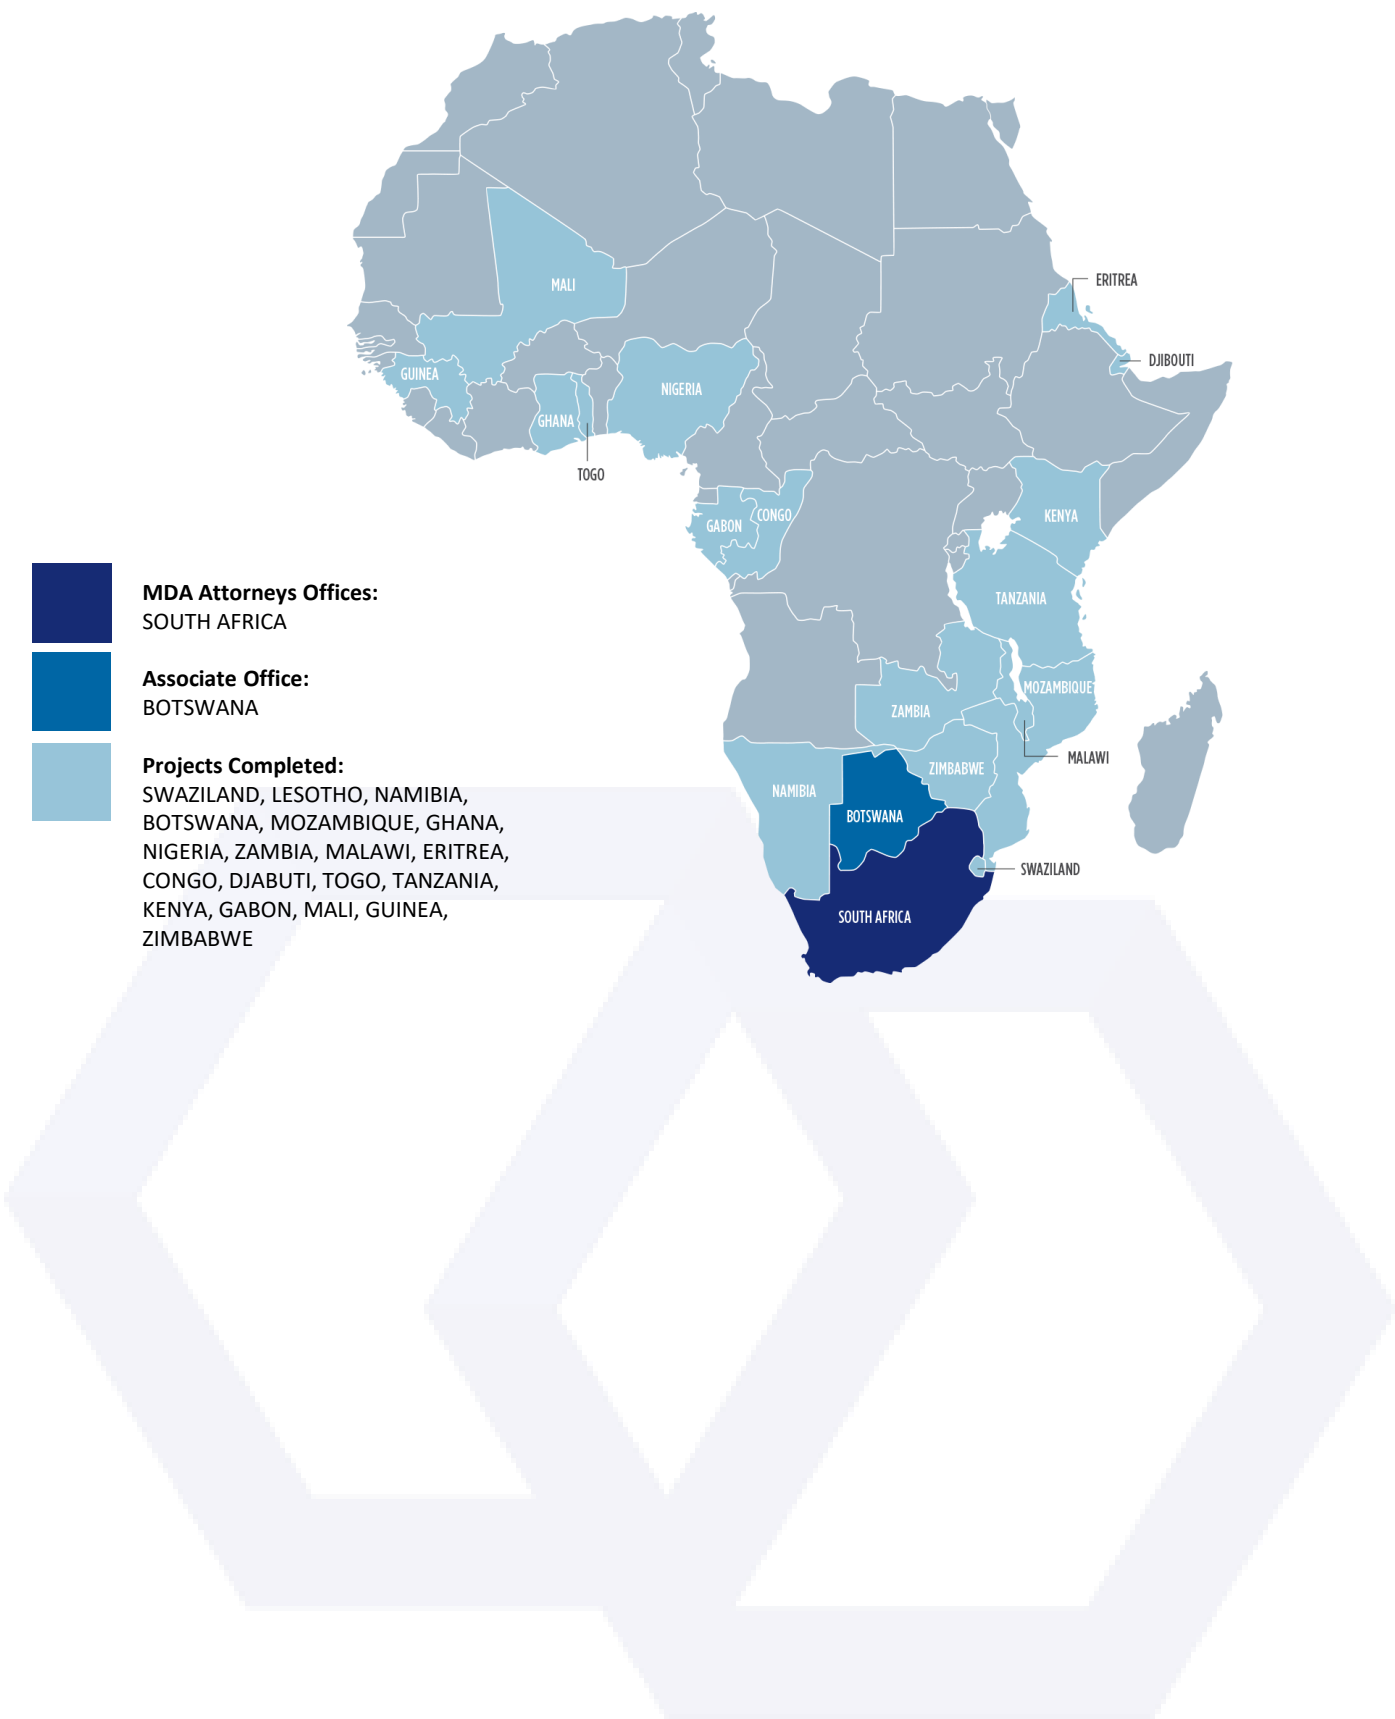 ERITREA
MALI
DJIBOUTI
GUINEA
NIGERIA
GHANA
TOGO
KENYA
CONGO
GABON
TANZANIA
MOZAMBIQUE
ZAMBIA
MALAWI
ZIMBABWE
NAMIBIA
BOTSWANA
SWAZILAND
SOUTH AFRICA
MDA Attorneys Offices:
SOUTH AFRICA
Associate Office:
BOTSWANA
Projects Completed:
SWAZILAND, LESOTHO, NAMIBIA,
BOTSWANA, MOZAMBIQUE, GHANA,
NIGERIA, ZAMBIA, MALAWI, ERITREA,
CONGO, DJABUTI, TOGO, TANZANIA,
KENYA, GABON, MALI, GUINEA,
ZIMBABWE